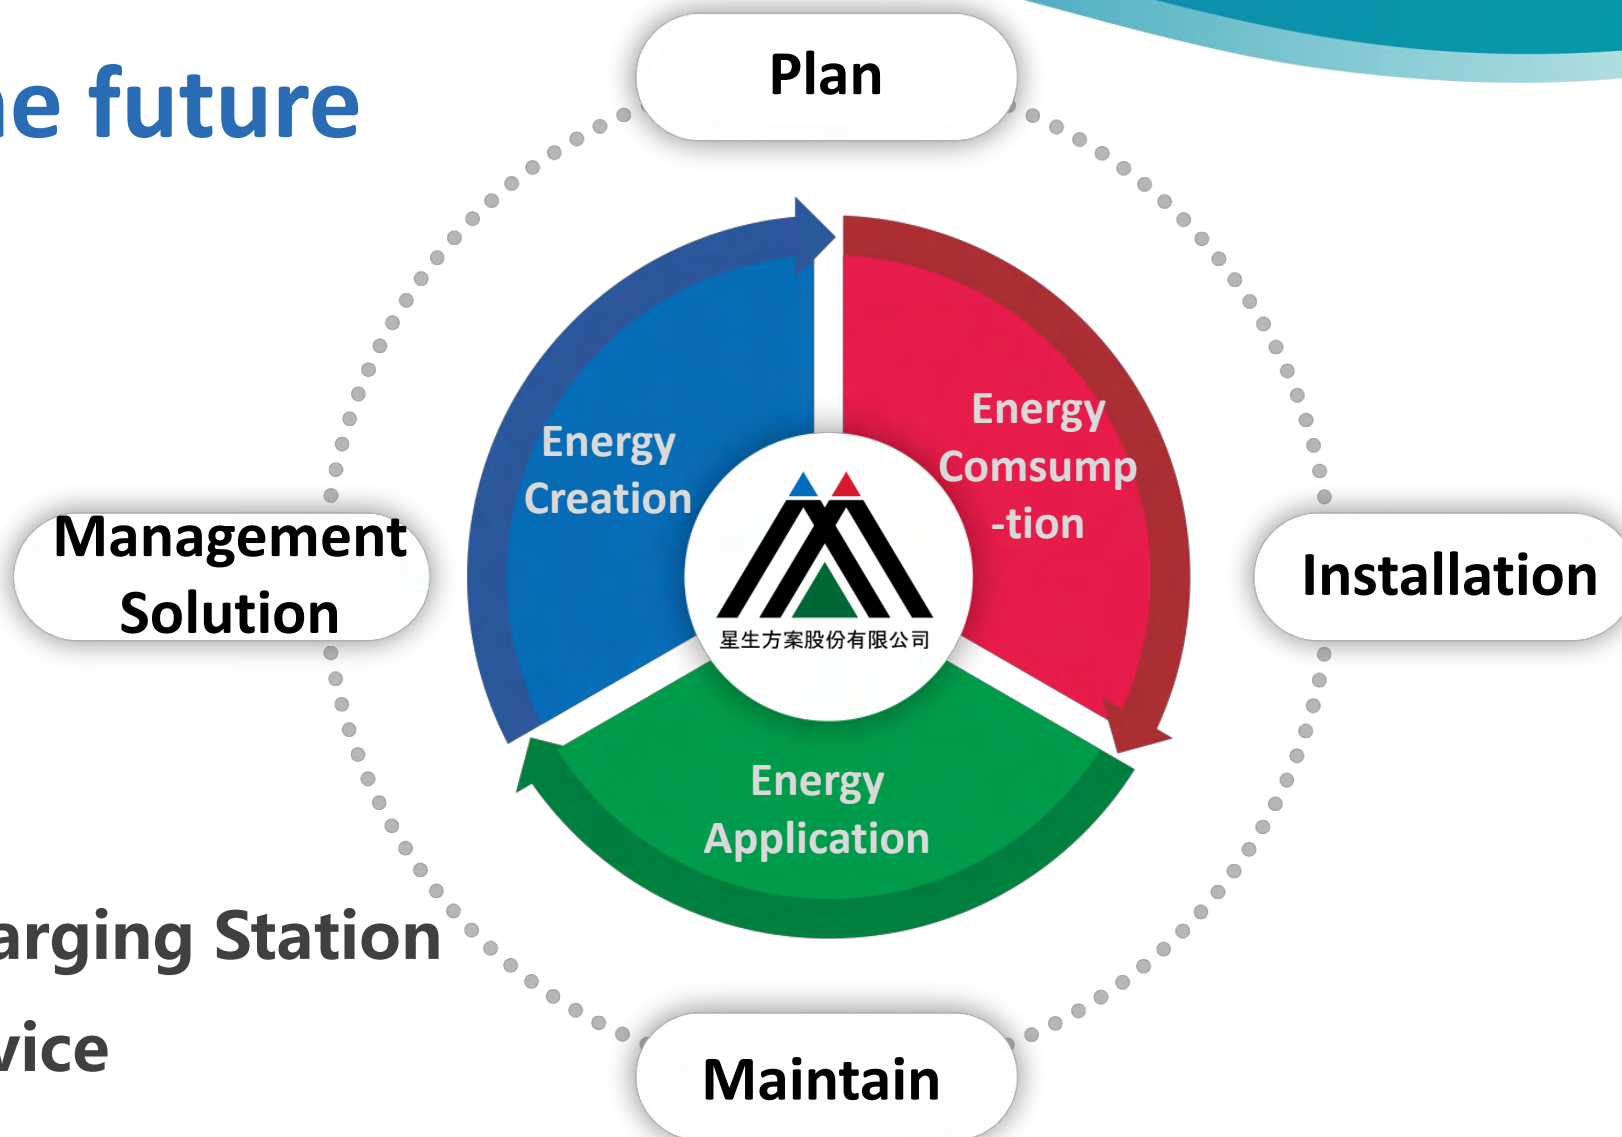 he future
Plan
Energy
Creation
Energy
Comsump
-tion
Management
Solution
Installation
星生方案股份有限公司
Energy
Application
arging Station
vice
Maintain